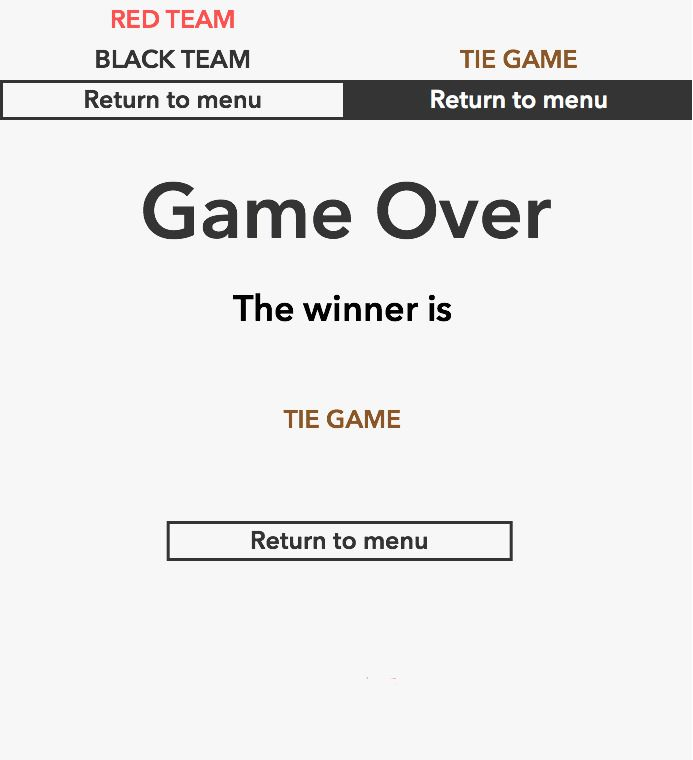 RED TEAM
BLACK TEAM TIE GAME
Return to menu Return to menu
Game Over
The winner is
TIE GAME
Return to menu